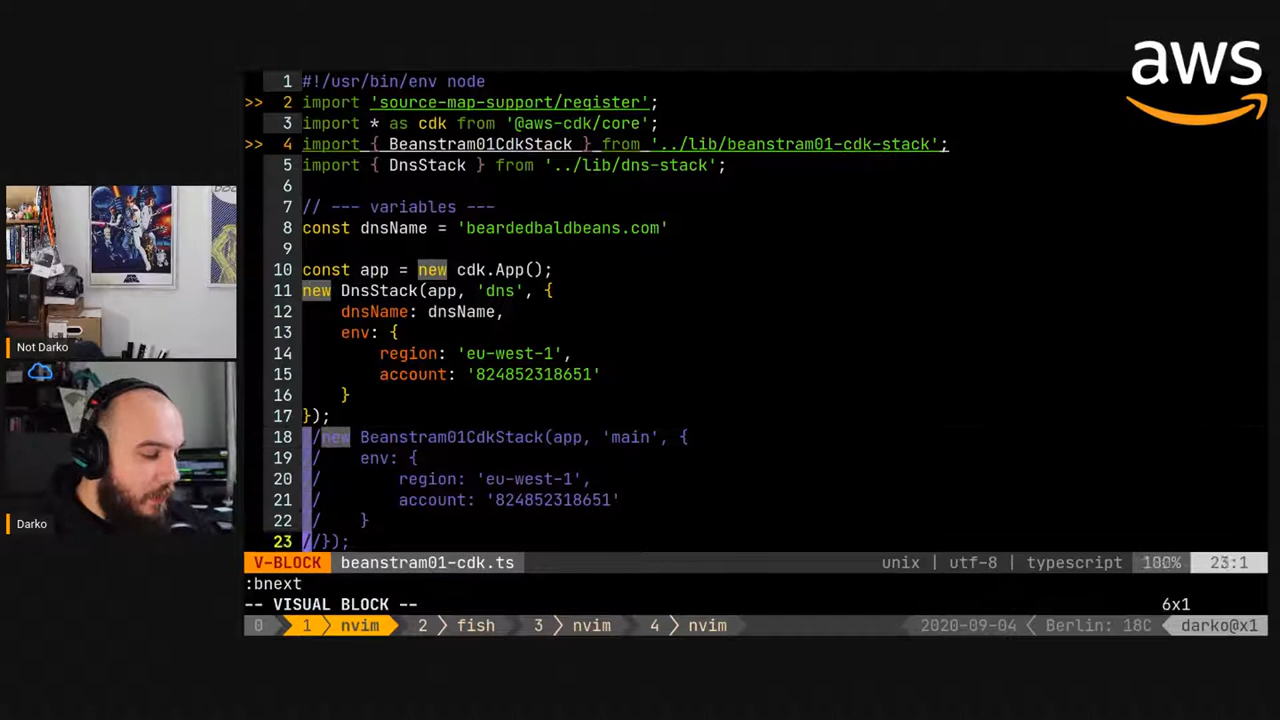 aws
1 #!/usr/bin/env node
>> 2 import 'source-map-support/register';
3 import * as cdk from '@aws-cdk/core';
>> 4 import { Beanstram01CdkStack } from '../lib/beanstram01-cdk-stack';
5 import { DnsStack } from '../lib/dns-stack';
6
7 // --- variables ---
8 const dnsName = 'beardedbaldbeans.com'
9
10 const app = new cdk.App();
11 new DnsStack(app, 'dns', {
12 dnsName: dnsName,
13 env: {
14 region: 'eu-west-1',
15 account: '824852318651'
16 }
17 });
18 //new Beanstram01CdkStack(app, 'main', {
19 // env: {
20 // region: 'eu-west-1',
21 // account: '824852318651'
22 // }
23 //});
V-BLOCK beanstram01-cdk.ts unix | utf-8 | typescript 100% 23:1
:bnext
-- VISUAL BLOCK -- 6x1
0 1 nvim 2 fish 3 nvim 4 nvim 2020-09-04 Berlin: 18C darko@x1
Not Darko
Darko